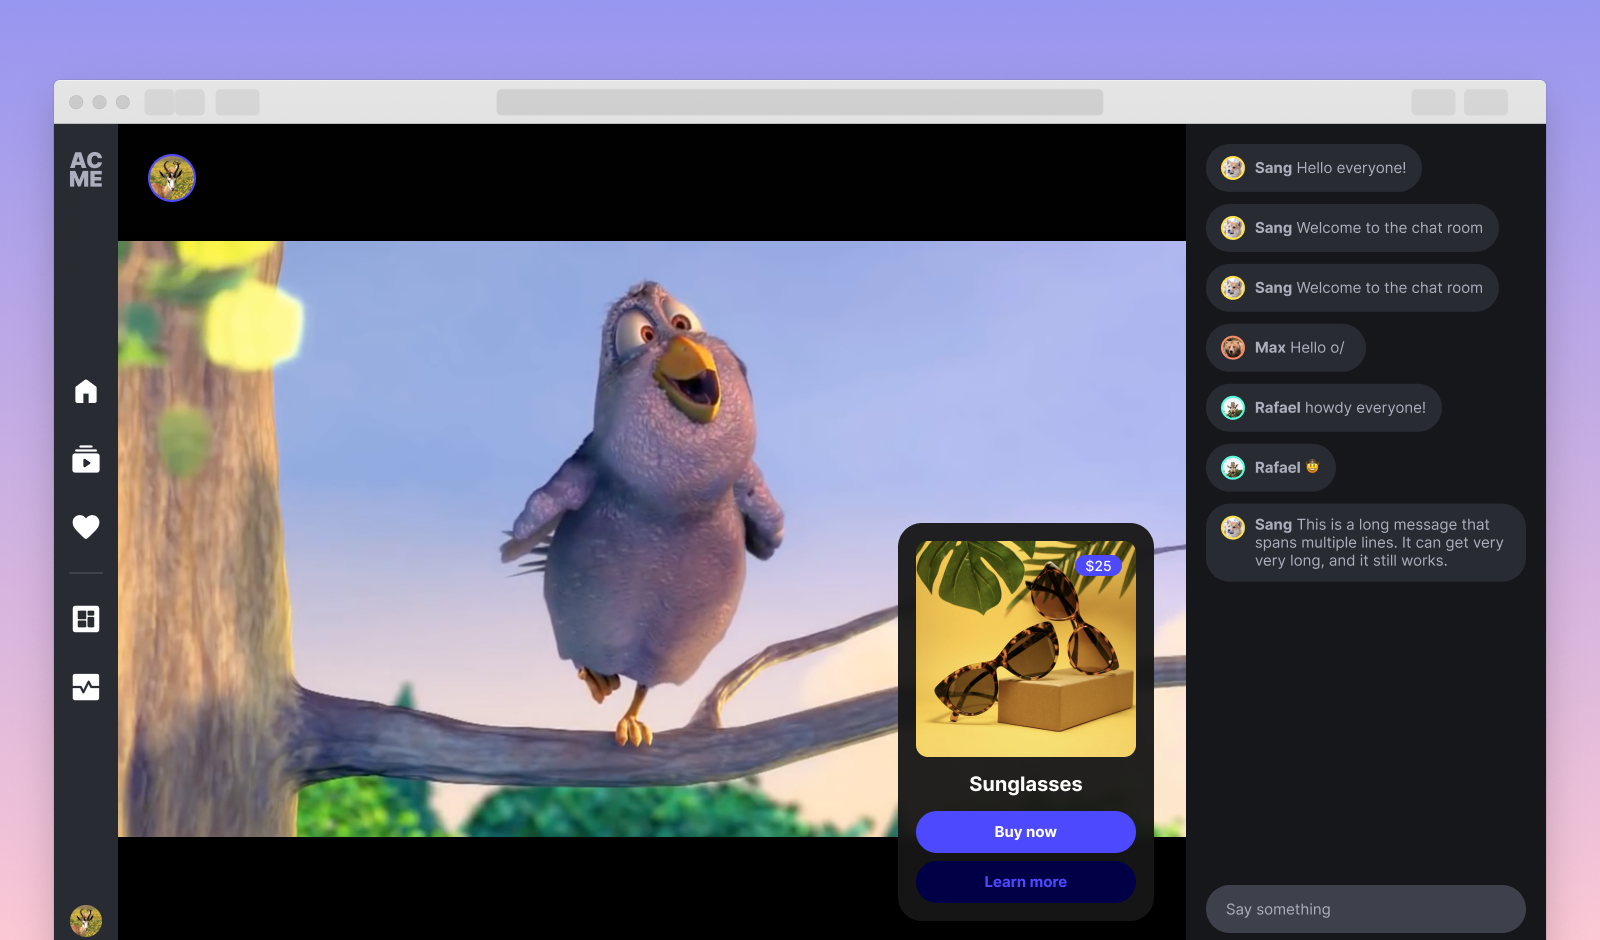 AC
ME
Sang Hello everyone!
Sang Welcome to the chat room
Sang Welcome to the chat room
Max Hello o/
Rafael howdy everyone!
Rafael 🤠
Sang This is a long message that
spans multiple lines. It can get very
very long, and it still works.
$25
Sunglasses
Buy now
Learn more
Say something